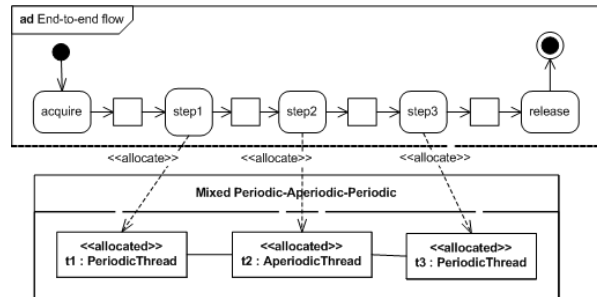 ad End-to-end flow
acquire
step1
step2
step3
release
<<allocate>>
<<allocate>>
<<allocate>>
Mixed Periodic-Aperiodic-Periodic
<<allocated>>
t1 : PeriodicThread
<<allocated>>
t2 : AperiodicThread
<<allocated>>
t3 : PeriodicThread